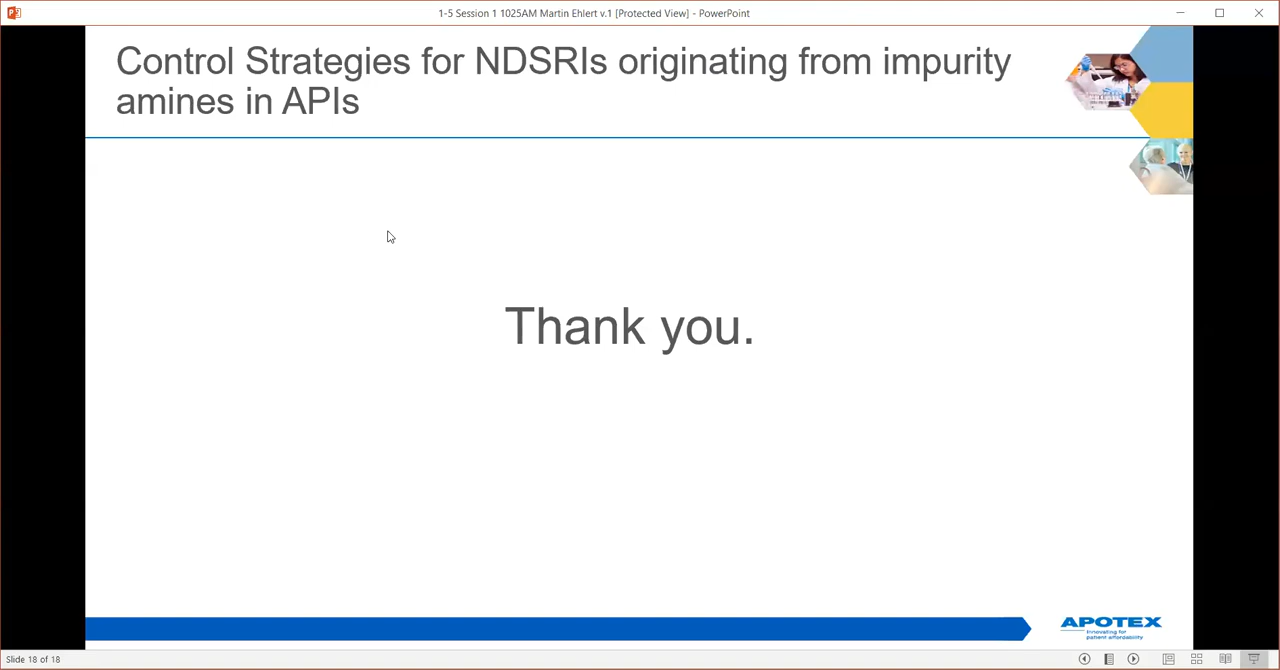 1-5 Session 1 1025AM Martin Ehlert v.1 [Protected View] - PowerPoint
Control Strategies for NDSRIs originating from impurity
amines in APIs
Thank you.
APOTEX
Innovating for
patient affordability
Slide 18 of 18